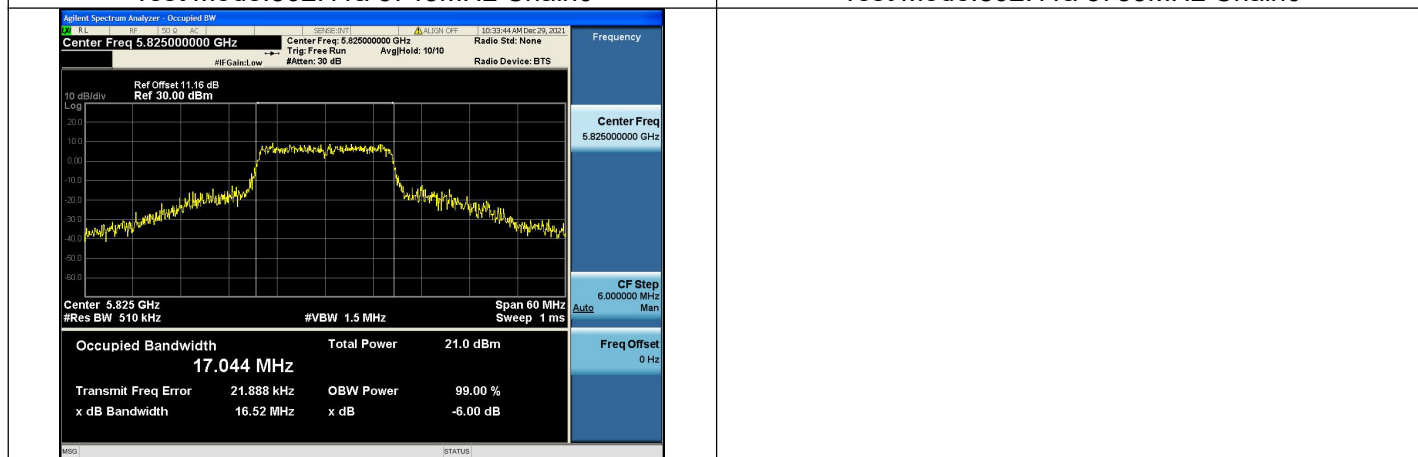 Agilent Spectrum Analyzer - Occupied BW
RL RF 50 Ω AC SENSE:INT ALIGN OFF 10:33:44 AM Dec 29, 2021
Center Freq 5.825000000 GHz Center Freq: 5.825000000 GHz Radio Std: None Frequency
Trig: Free Run Avg|Hold: 10/10
#IFGain:Low #Atten: 30 dB Radio Device: BTS
Ref Offset 11.16 dB
10 dB/div Ref 30.00 dBm
Log
20.0
10.0
0.00
-10.0
-20.0
-30.0
-40.0
-50.0
-60.0
Center Freq
5.825000000 GHz
Center 5.825 GHz Span 60 MHz
#Res BW 510 kHz #VBW 1.5 MHz Sweep 1 ms
CF Step
6.000000 MHz
Auto Man
Occupied Bandwidth Total Power 21.0 dBm
17.044 MHz
Transmit Freq Error 21.888 kHz OBW Power 99.00 %
x dB Bandwidth 16.52 MHz x dB -6.00 dB
Freq Offset
0 Hz
MSG STATUS